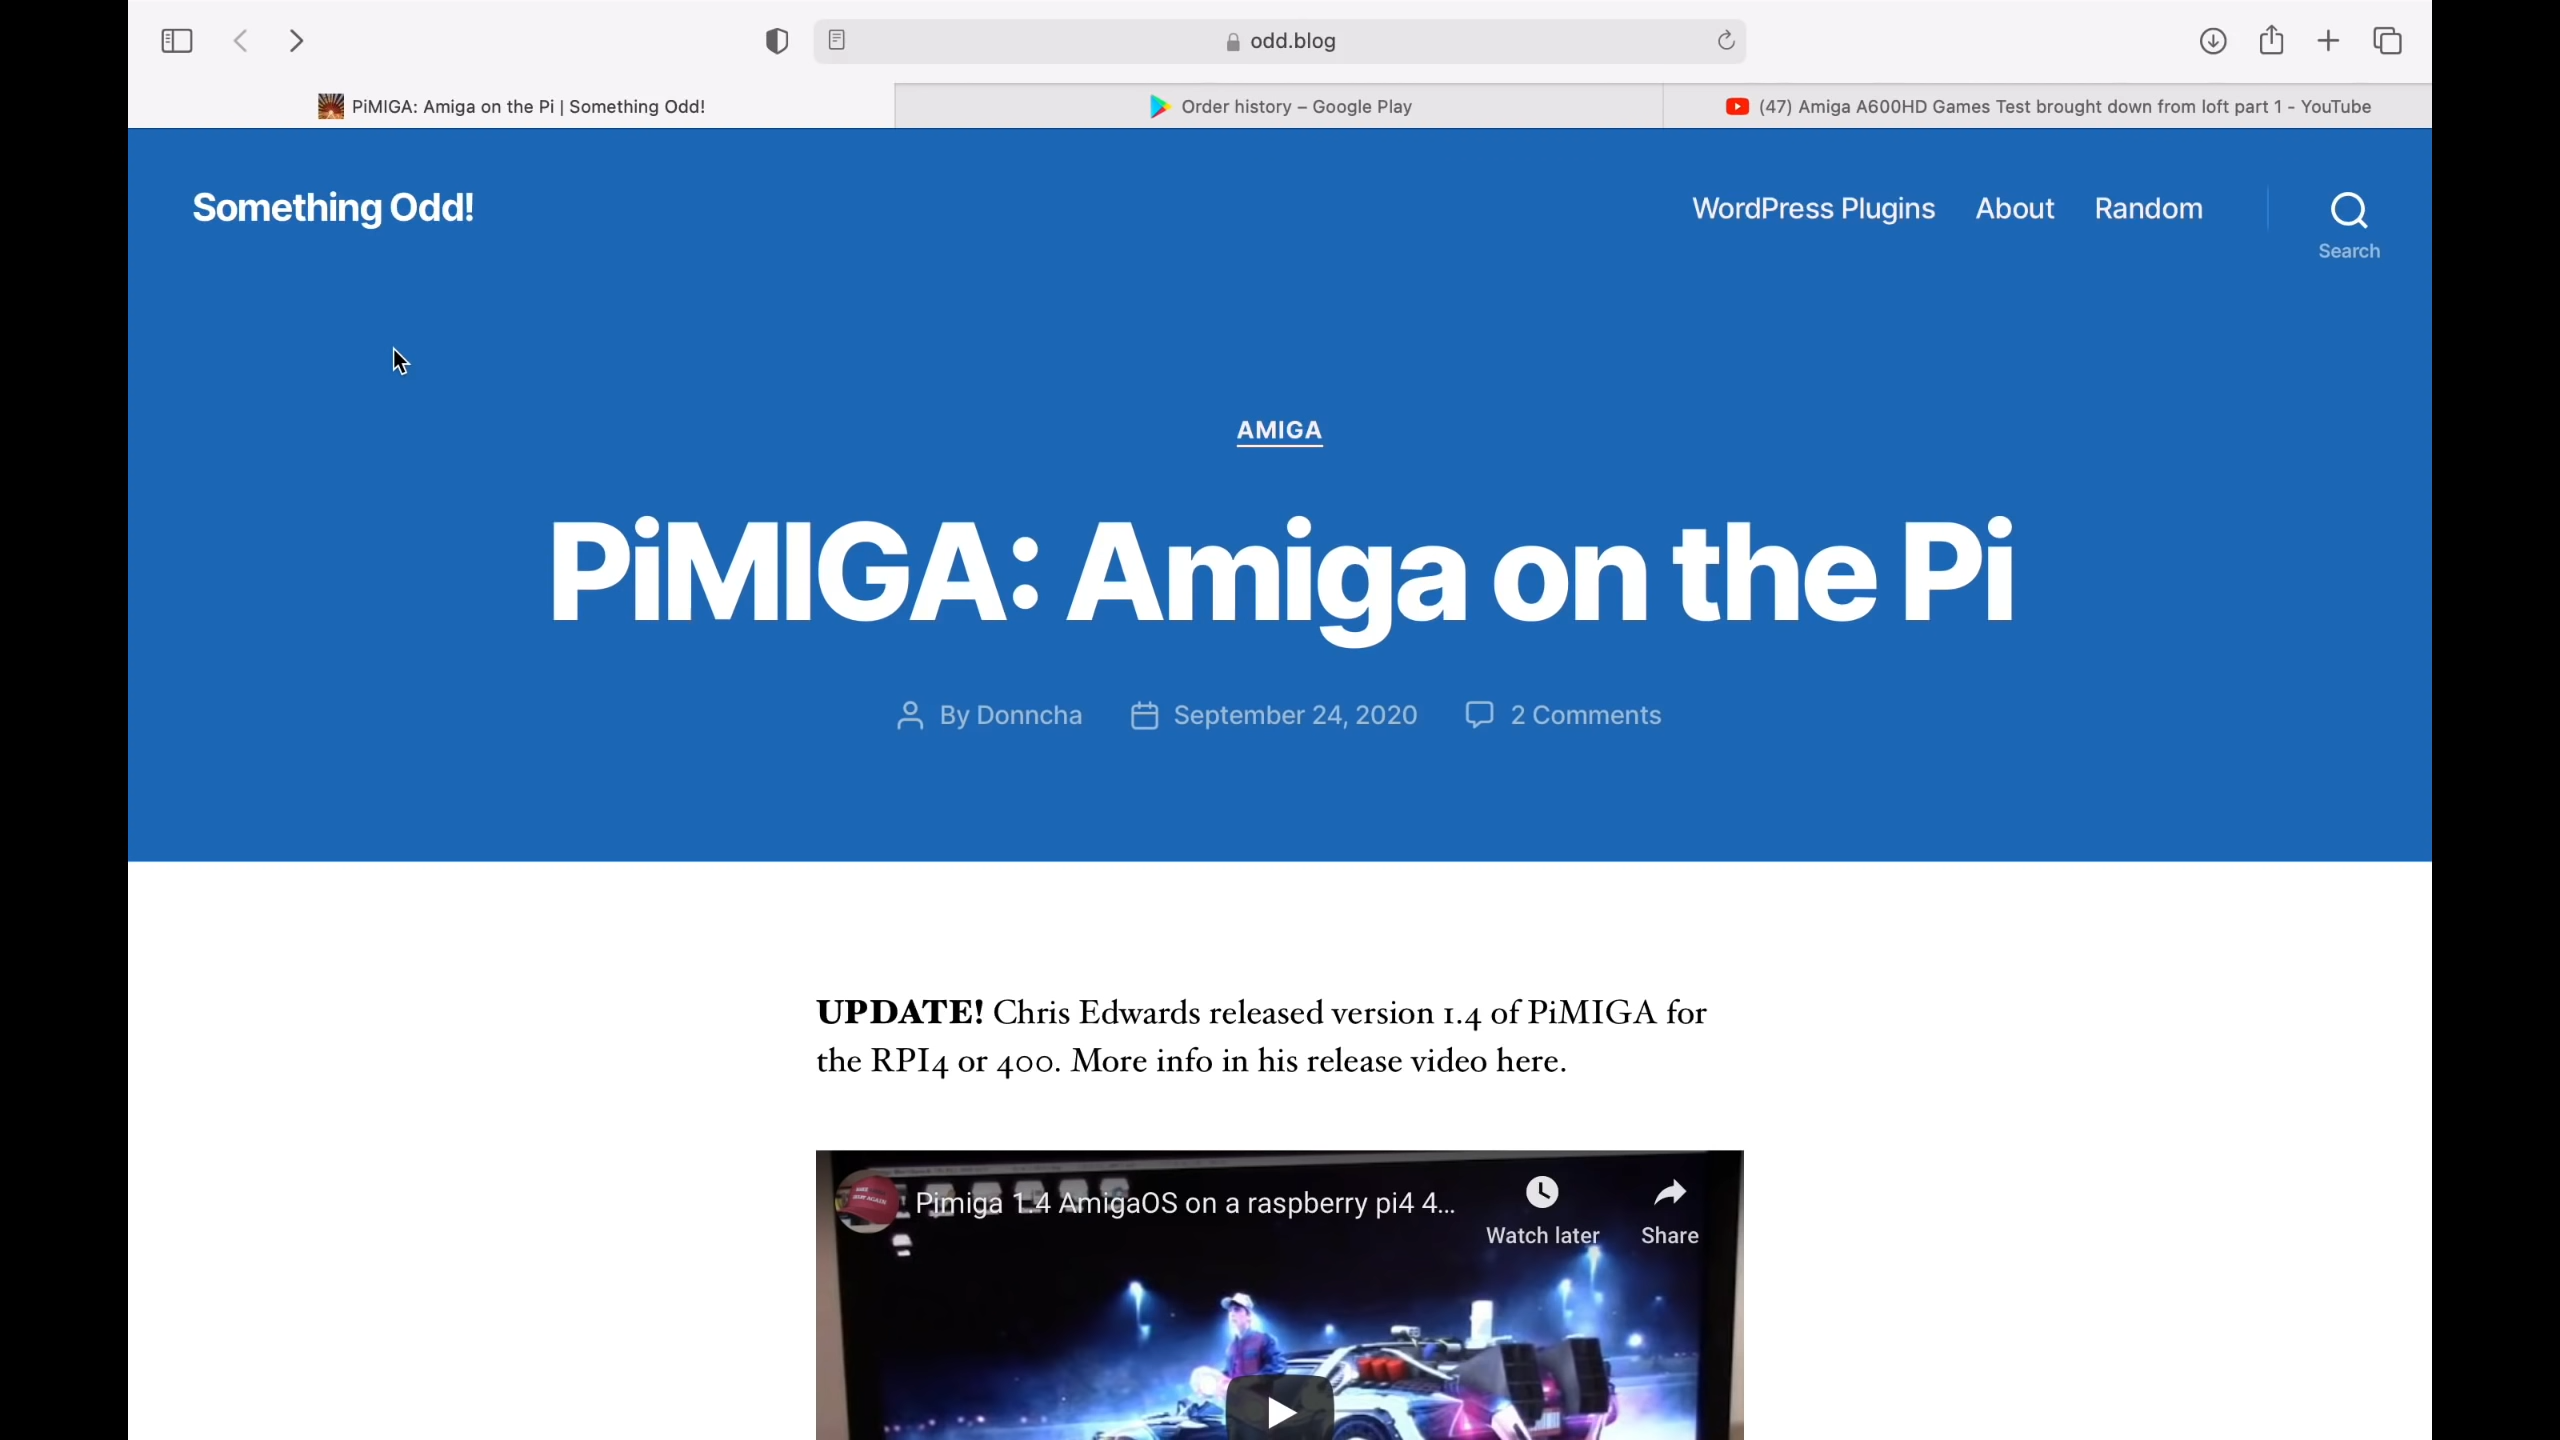 odd.blog
PiMIGA: Amiga on the Pi | Something Odd!
Order history – Google Play
(47) Amiga A600HD Games Test brought down from loft part 1 - YouTube
Something Odd!
WordPress Plugins
About
Random
Search
AMIGA
PiMIGA: Amiga on the Pi
By Donncha
September 24, 2020
2 Comments
UPDATE! Chris Edwards released version 1.4 of PiMIGA for
the RPI4 or 400. More info in his release video here.
Pimiga 1.4 AmigaOS on a raspberry pi4 4...
Watch later
Share